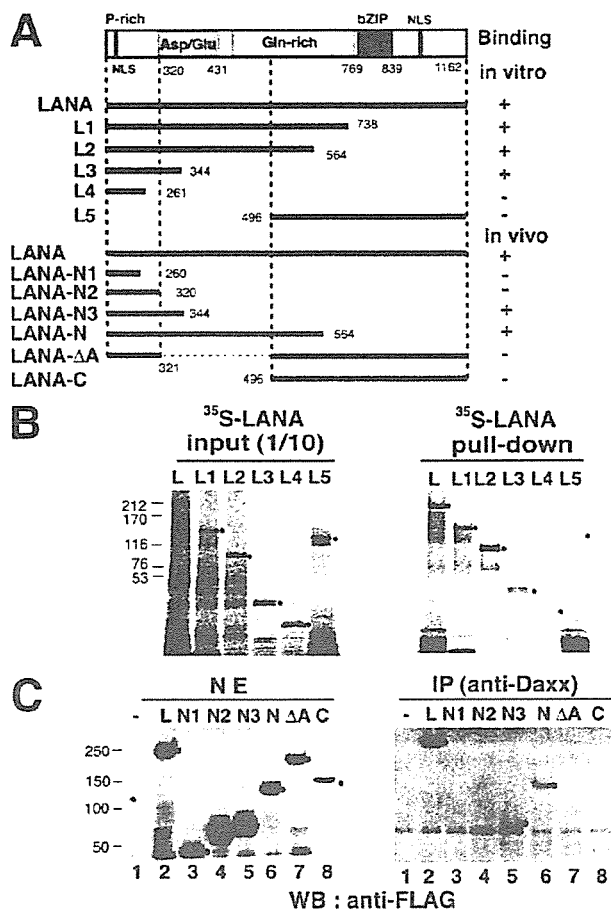 A
P-rich bZIP NLS
Asp/Glu Gln-rich Binding
NLS 320 431 769 839 1162 in vitro
LANA +
L1 738 +
L2 564 +
L3 344 +
L4 261 -
L5 496 -
in vivo
LANA +
LANA-N1 260 -
LANA-N2 320 -
LANA-N3 344 +
LANA-N 564 +
LANA-ΔA 321 -
LANA-C 496 -
B
35S-LANA input (1/10)
L L1 L2 L3 L4 L5
212
170
116
76
53
35S-LANA pull-down
L L1 L2 L3 L4 L5
C
NE
- L N1 N2 N3 N ΔA C
250
150
100
50
1 2 3 4 5 6 7 8
IP (anti-Daxx)
- L N1 N2 N3 N ΔA C
1 2 3 4 5 6 7 8
WB : anti-FLAG